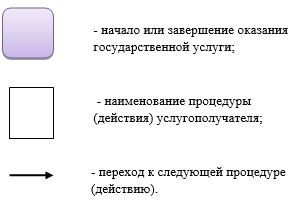 - начало или завершение оказания
государственной услуги;
- наименование процедуры
(действия) услугополучателя;
- переход к следующей процедуре
(действию).